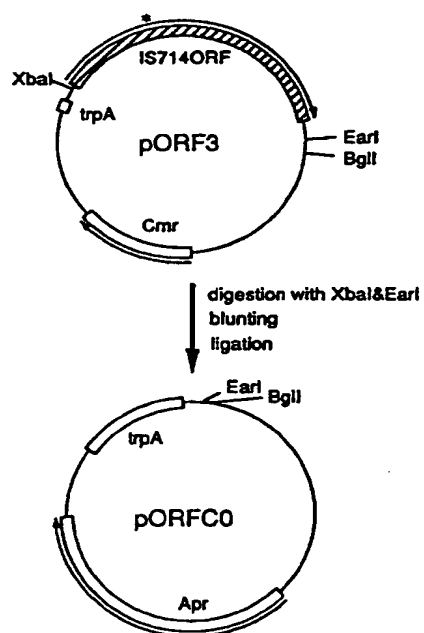 *
IS714ORF
XbaI
trpA
pORF3
EarI
BglI
Cmr
digestion with XbaI&EarI
blunting
ligation
EarI
BglI
trpA
pORFC0
Apr